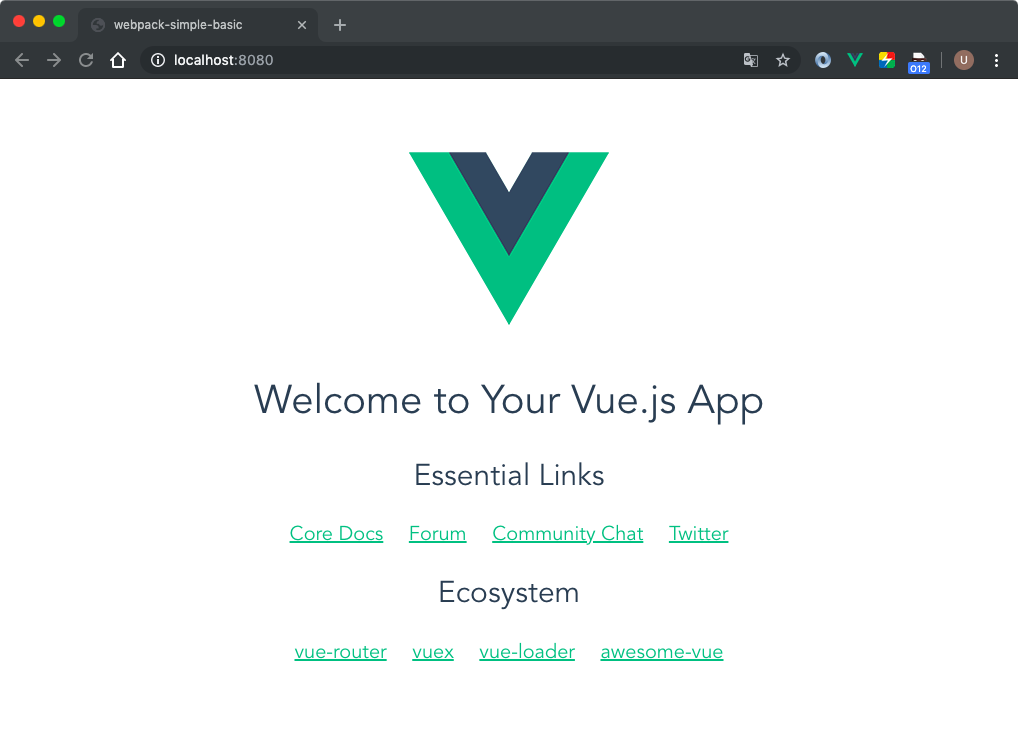 webpack-simple-basic
localhost:8080
012
U
Welcome to Your Vue.js App
Essential Links
Core Docs Forum Community Chat Twitter
Ecosystem
vue-router vuex vue-loader awesome-vue